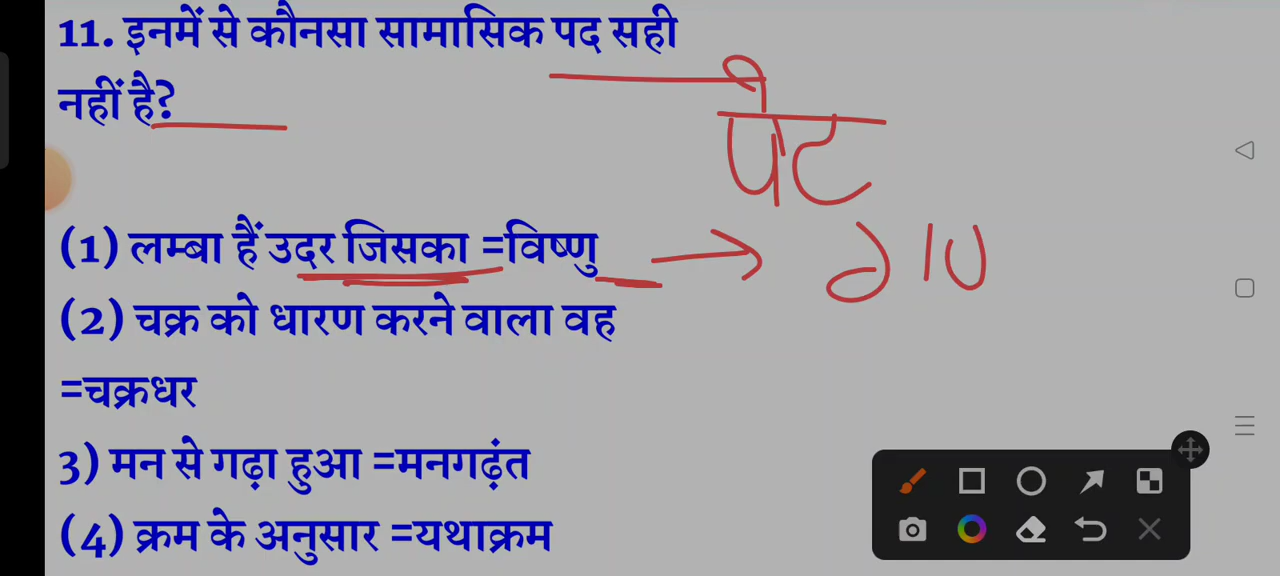 11. इनमें से कौनसा सामासिक पद सही
नहीं है?
पेट
(1) लम्बा हैं उदर जिसका =विष्णु
(2) चक्र को धारण करने वाला वह
=चक्रधर
3) मन से गढ़ा हुआ =मनगढ़ंत
(4) क्रम के अनुसार =यथाक्रम